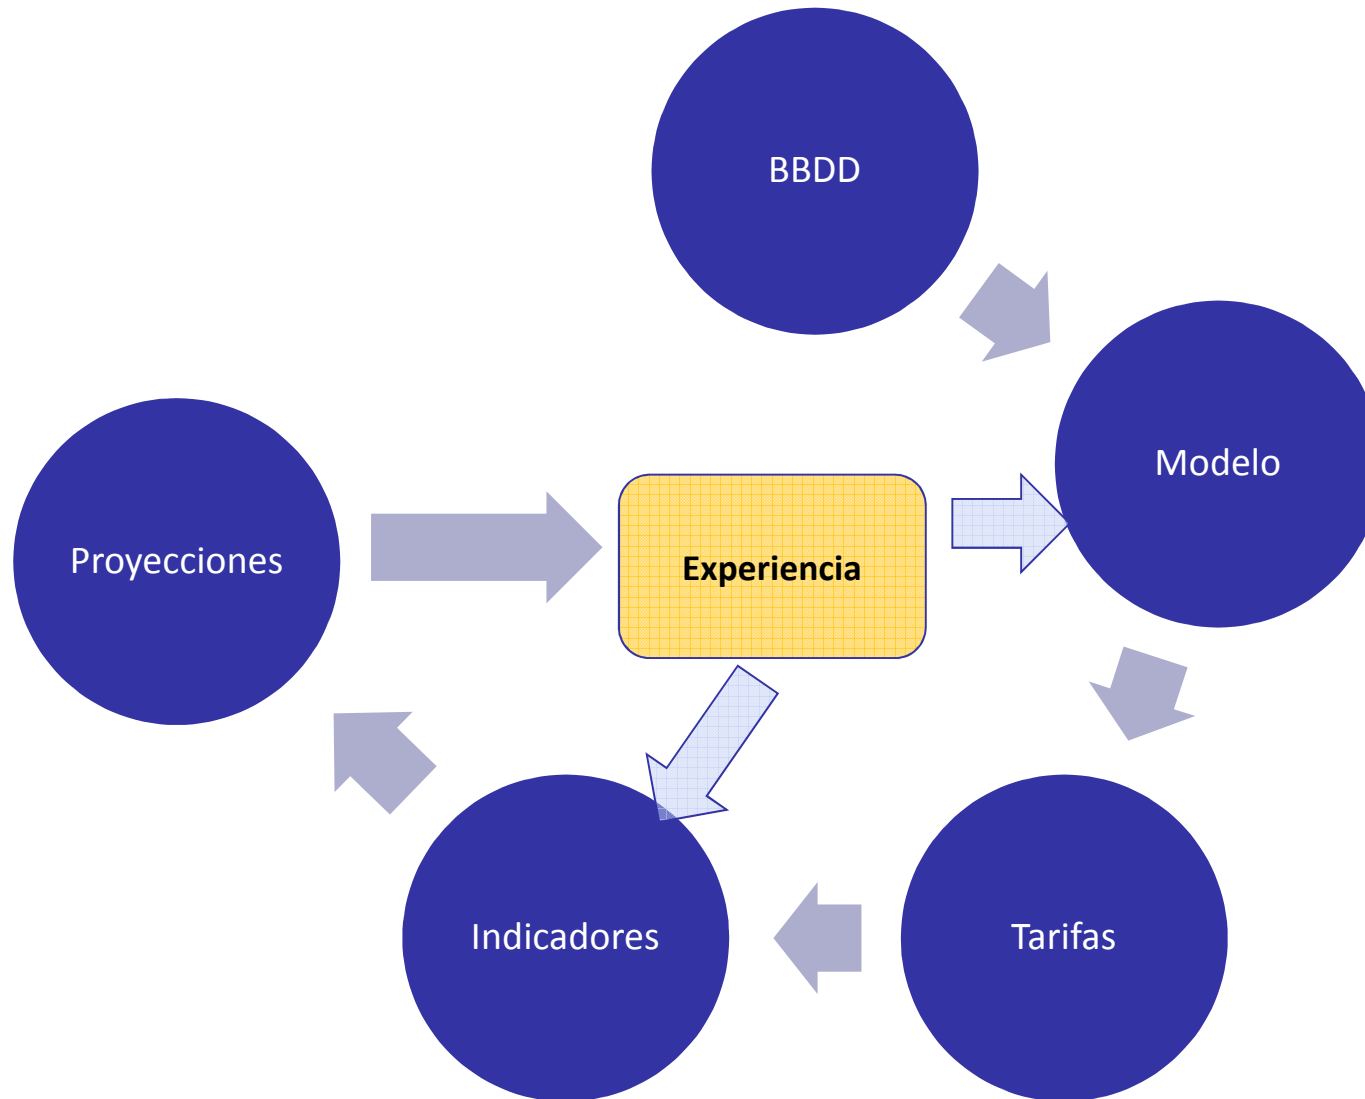 BBDD
Modelo
Proyecciones
Experiencia
Indicadores
Tarifas